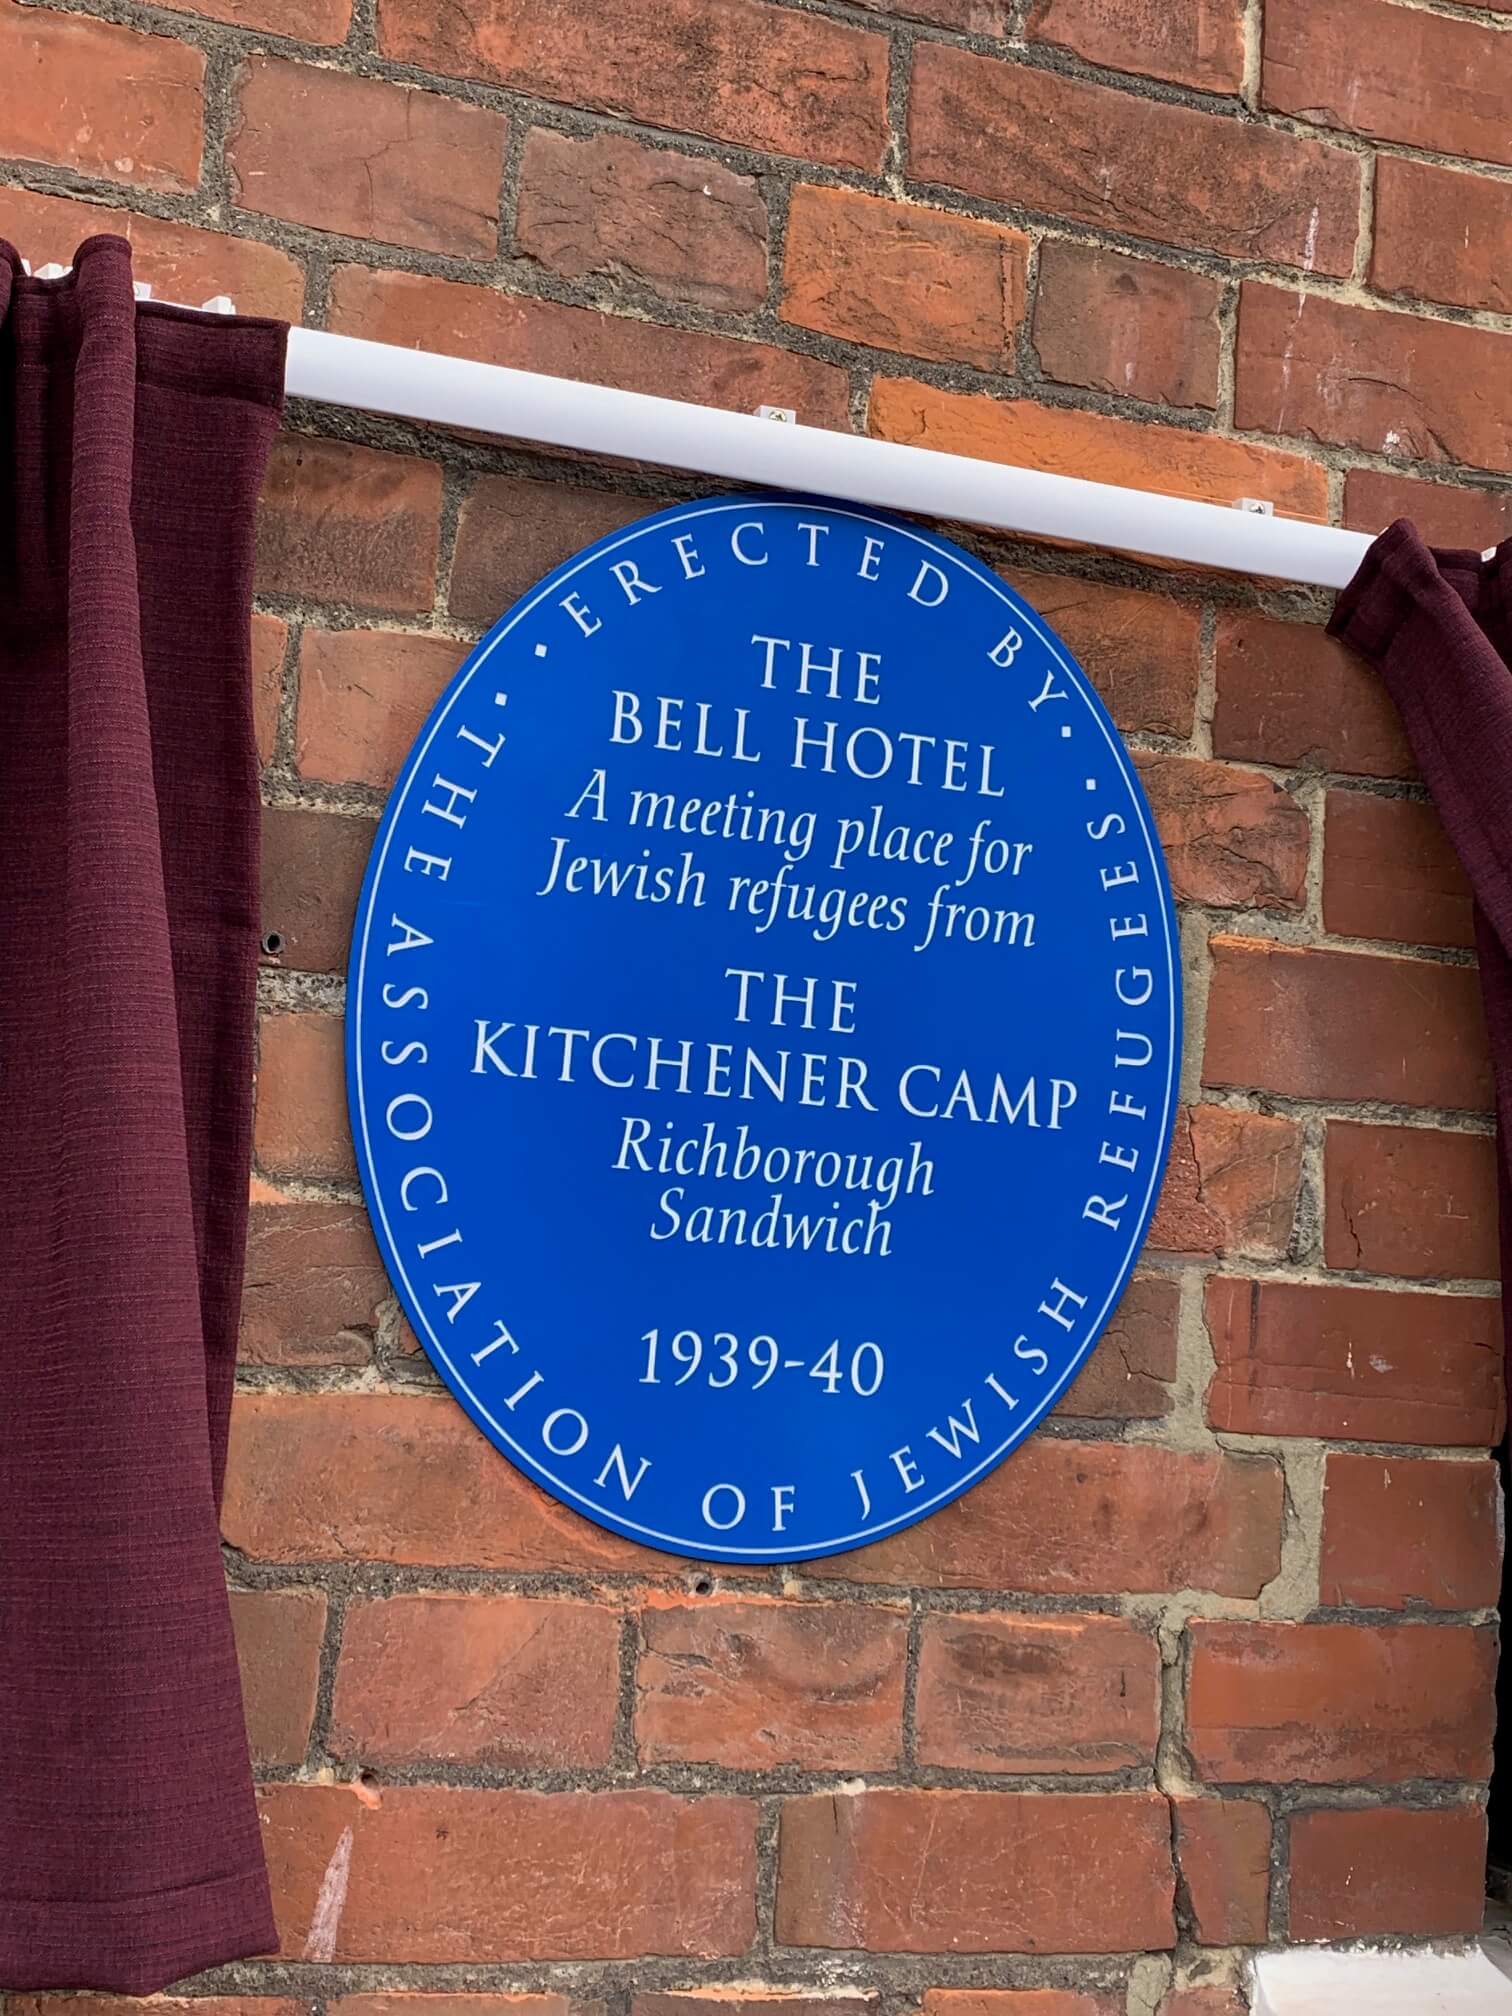 THE
BELL HOTEL
A meeting place for
Jewish refugees from
THE
KITCHENER CAMP
Richborough
Sandwich
1939-40
· ERECTED BY ·
· THE ASSOCIATION OF JEWISH REFUGEES ·